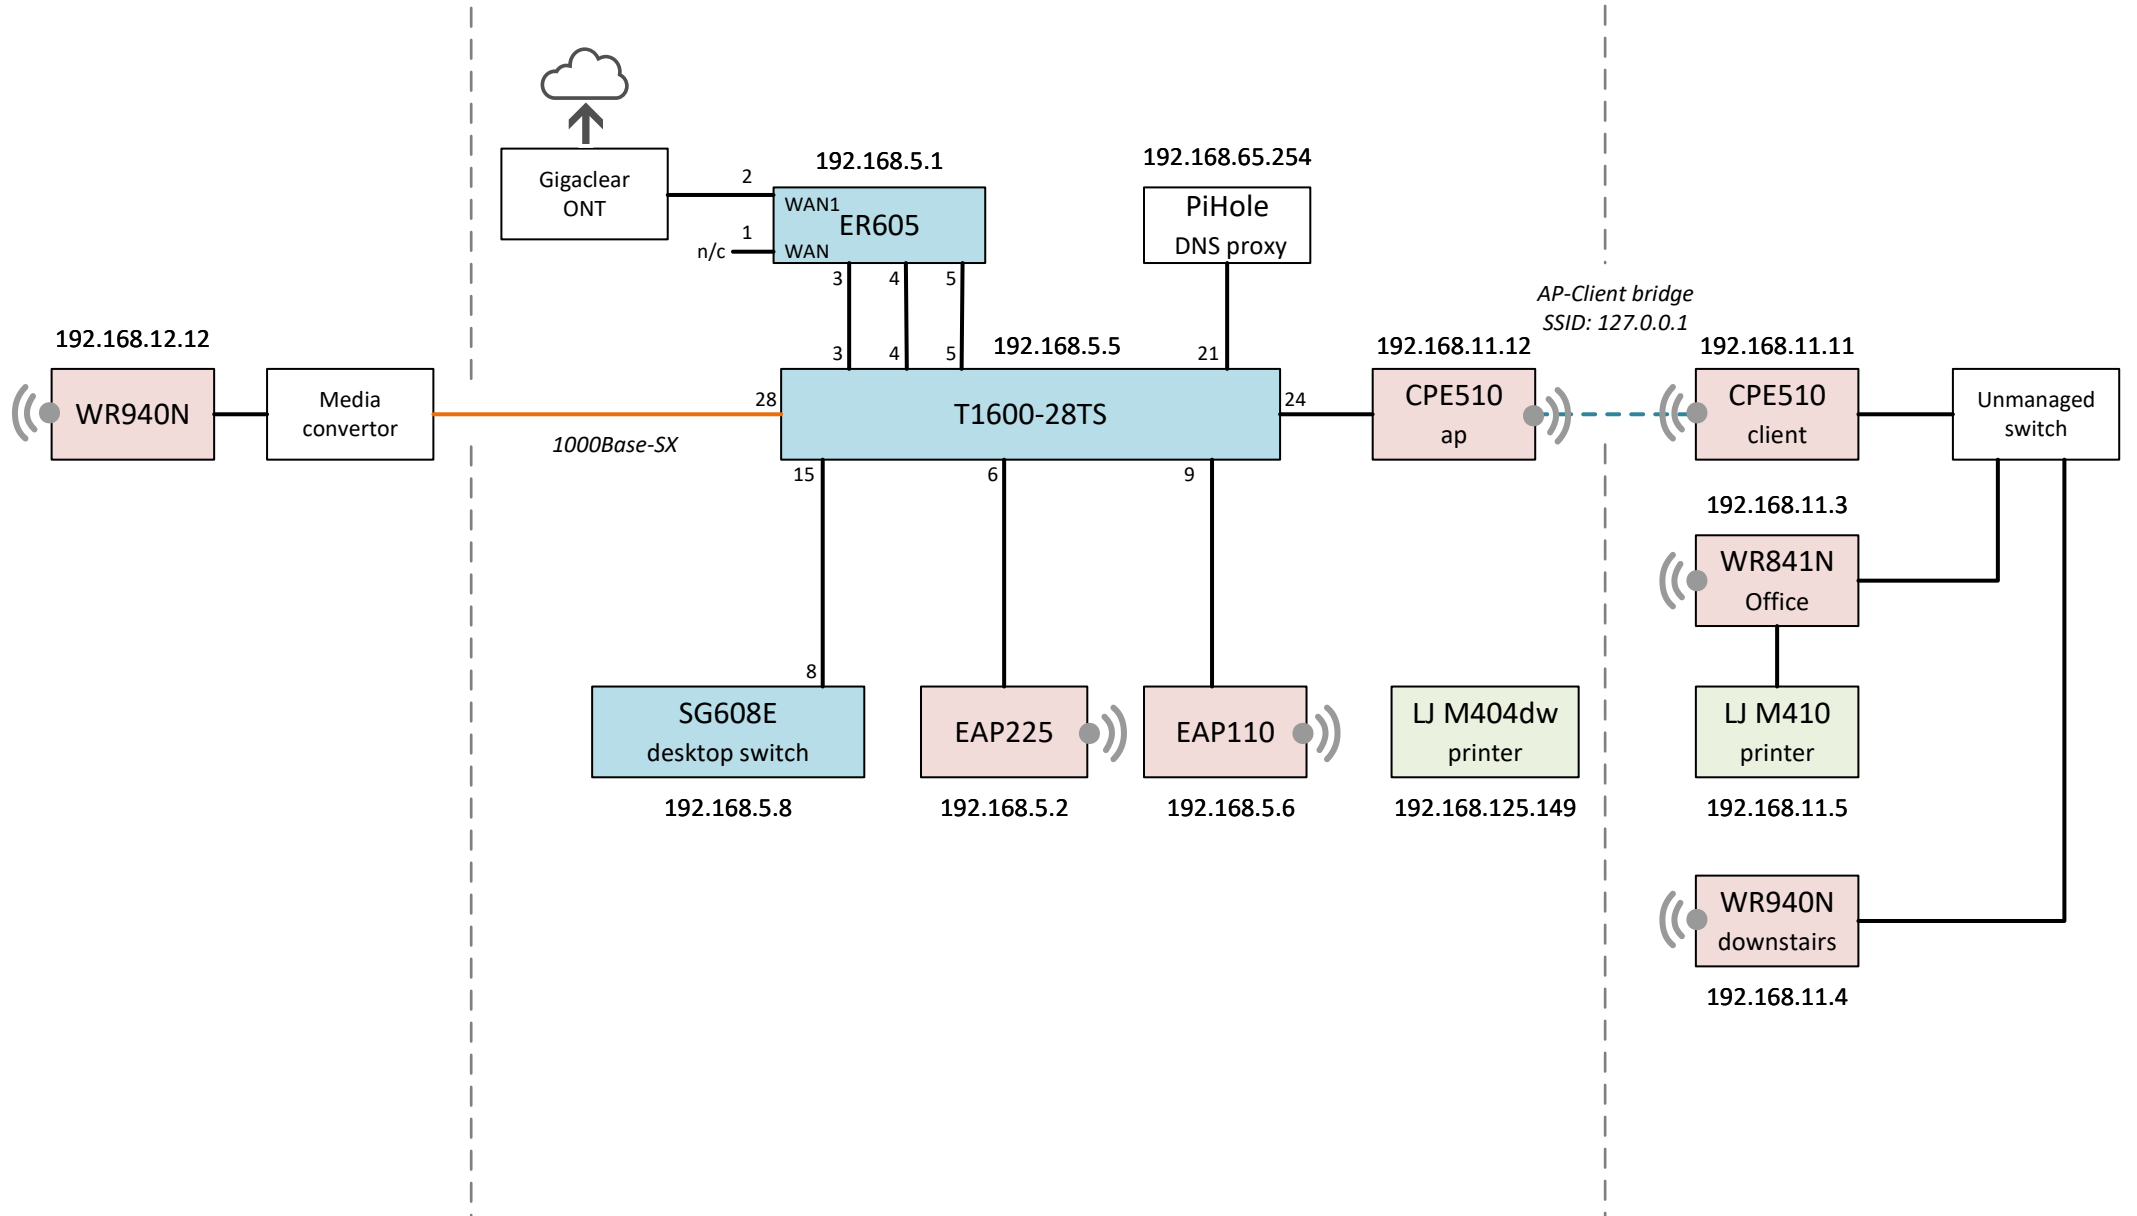 Gigaclear
ONT
2
192.168.5.1
WAN1
ER605
1
n/c
WAN
3
4
5
192.168.65.254
PiHole
DNS proxy
AP-Client bridge
SSID: 127.0.0.1
192.168.12.12
WR940N
Media
convertor
1000Base-SX
3
4
5
192.168.5.5
21
28
T1600-28TS
24
15
6
9
192.168.11.12
CPE510
ap
192.168.11.11
CPE510
client
Unmanaged
switch
192.168.11.3
WR841N
Office
8
SG608E
desktop switch
192.168.5.8
EAP225
192.168.5.2
EAP110
192.168.5.6
LJ M404dw
printer
192.168.125.149
LJ M410
printer
192.168.11.5
WR940N
downstairs
192.168.11.4